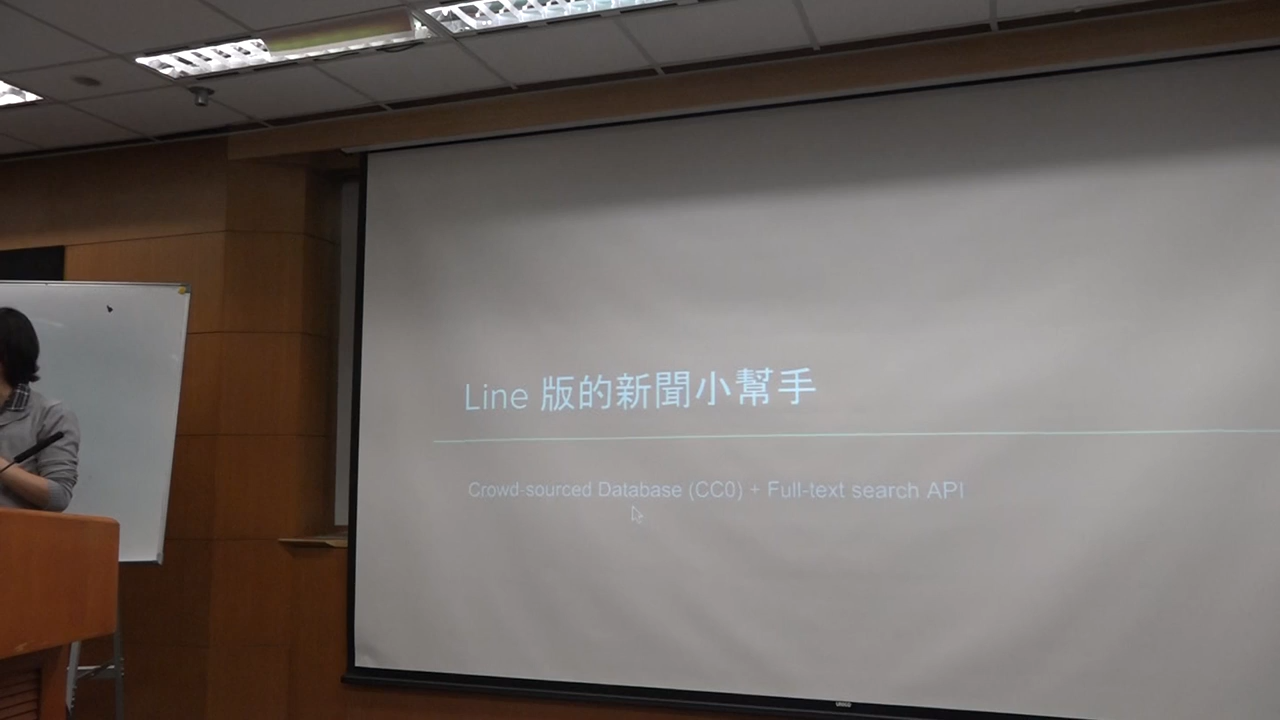 Line 版的新聞小幫手
Crowd-sourced Database (CC0) + Full-text search API